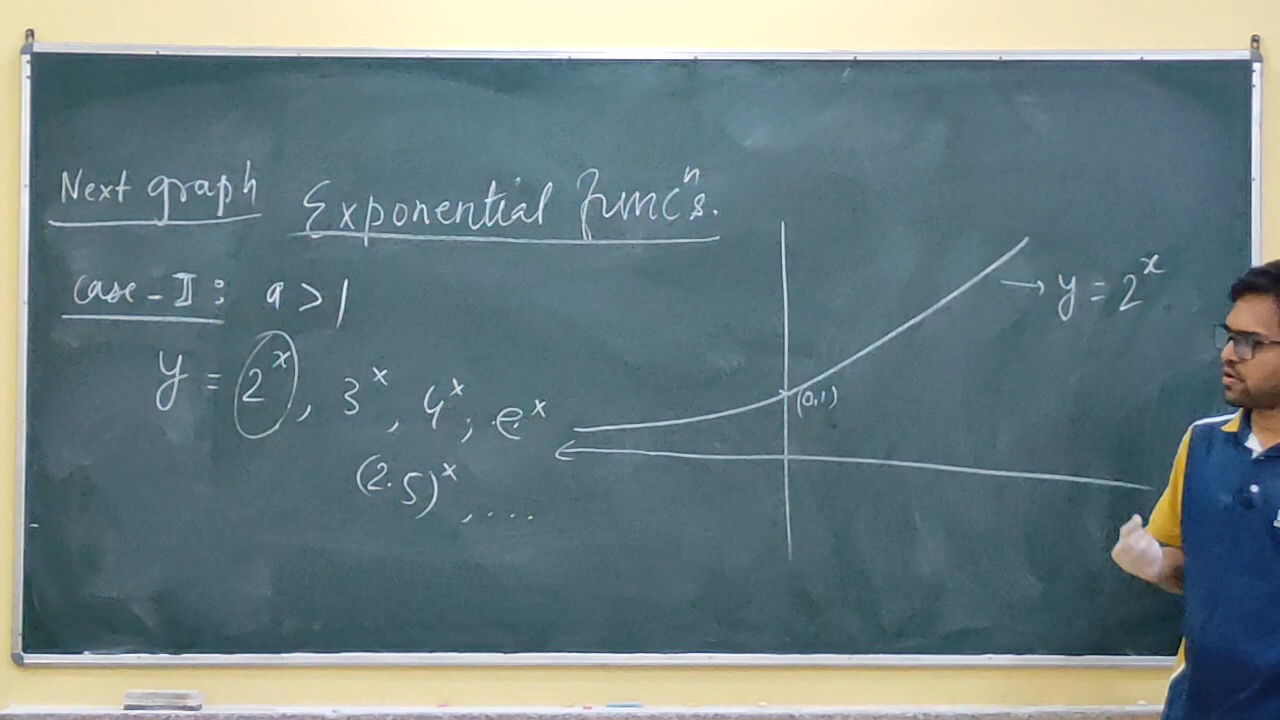 Next graph Exponential funcⁿs.
case-II: a > 1
y = 2ˣ, 3ˣ, 4ˣ, eˣ
(2.5)ˣ, ....
→ y = 2ˣ
(0,1)